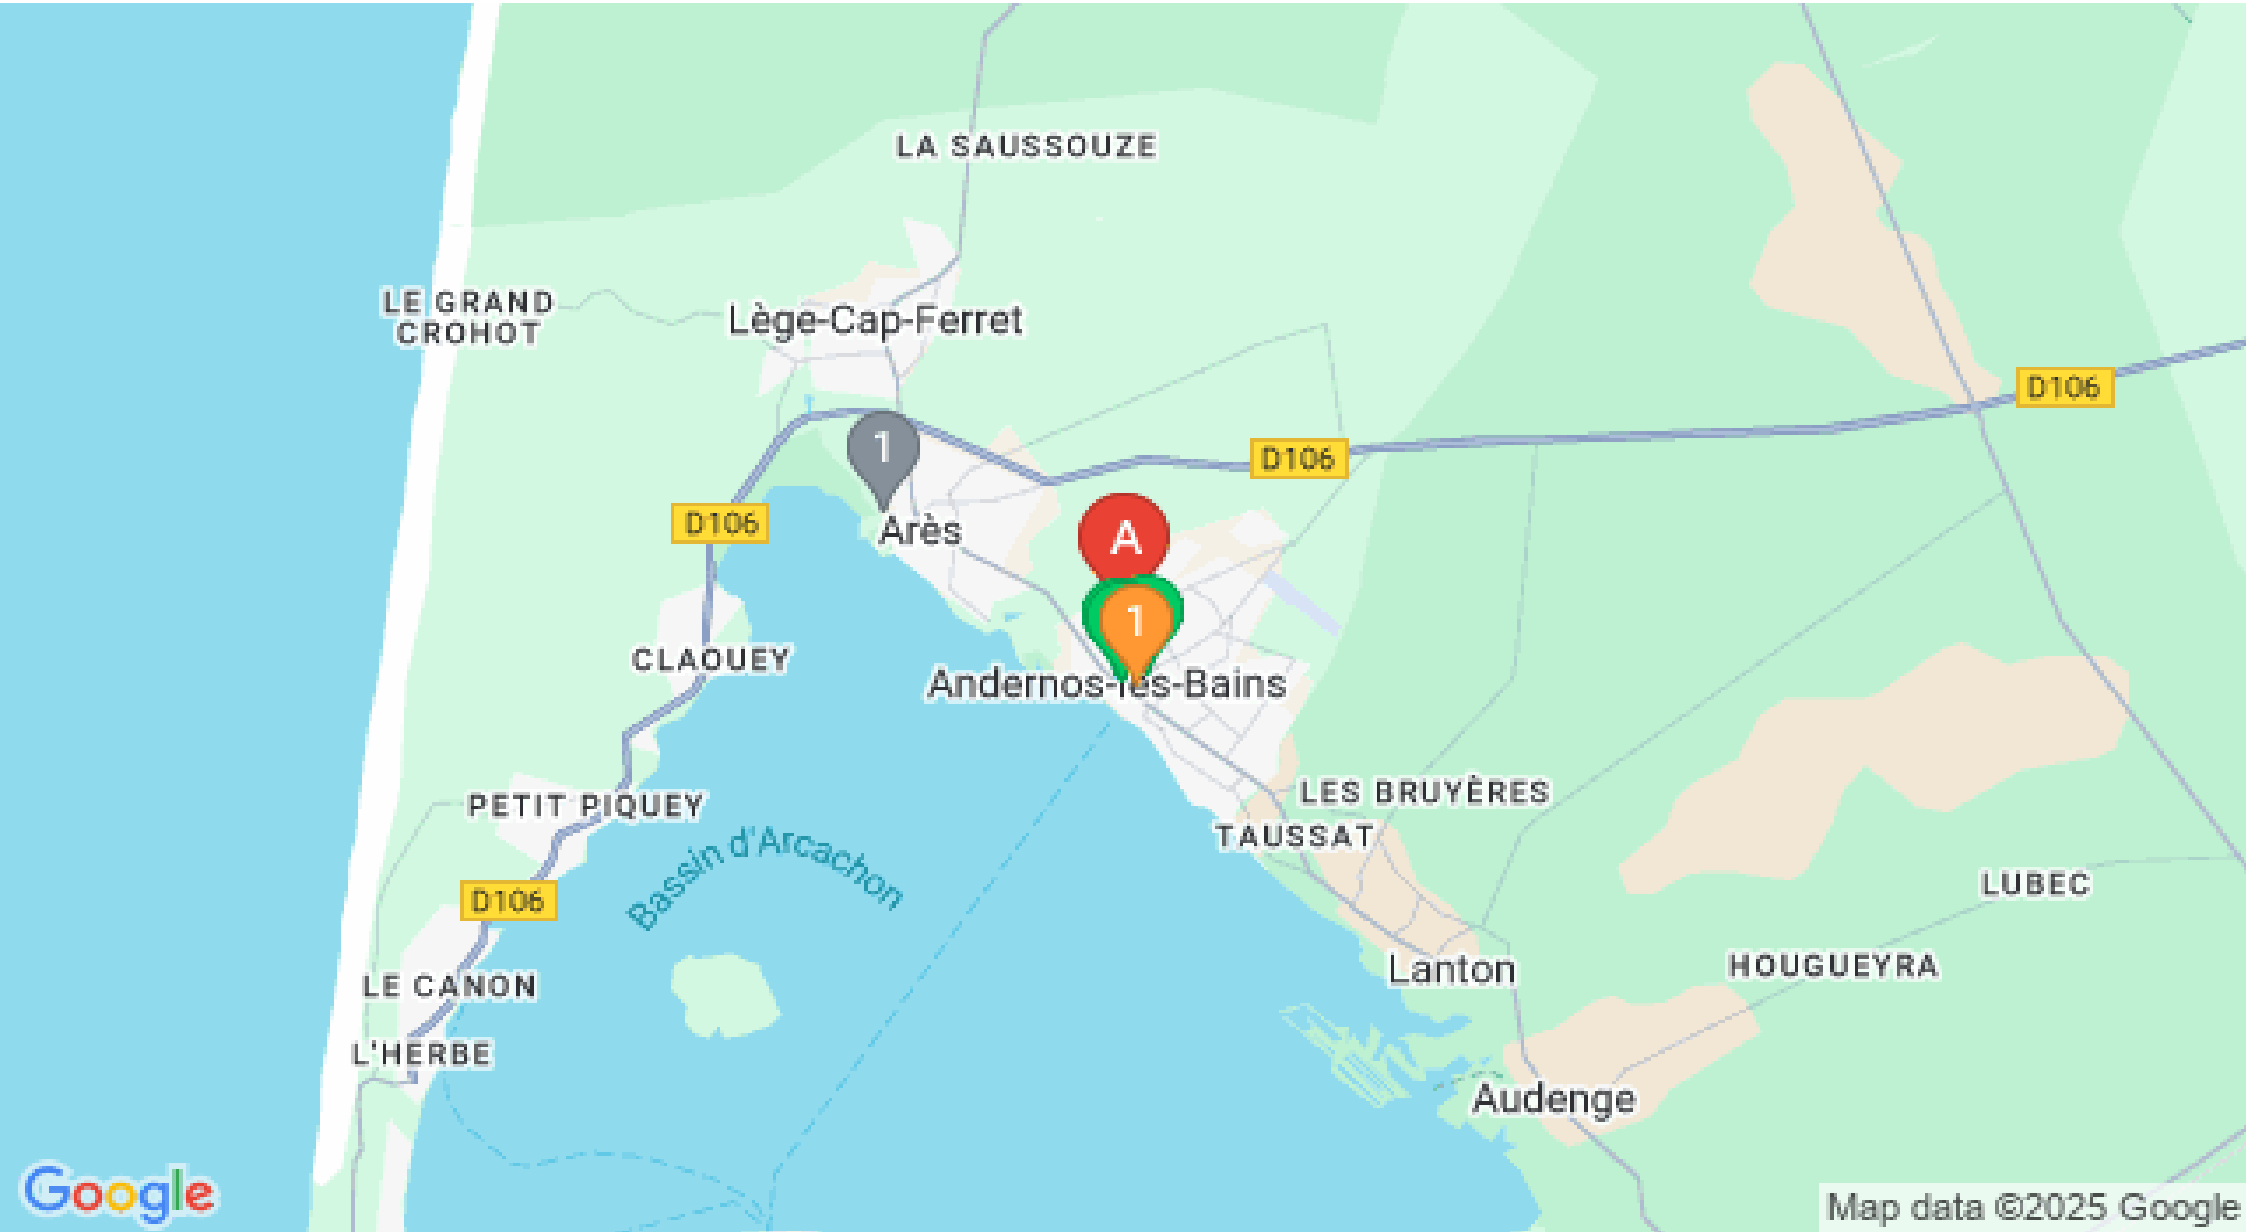 LA SAUSSOUZE
LE GRAND
CROHOT
Lège-Cap-Ferret
D106
1
D106
D106
Arès
A
1
CLAOUEY
Andernos-les-Bains
PETIT PIQUEY
LES BRUYÈRES
TAUSSAT
Bassin d'Arcachon
D106
LUBEC
LE CANON
Lanton
HOUGUEYRA
L'HERBE
Audenge
Google
Map data ©2025 Google